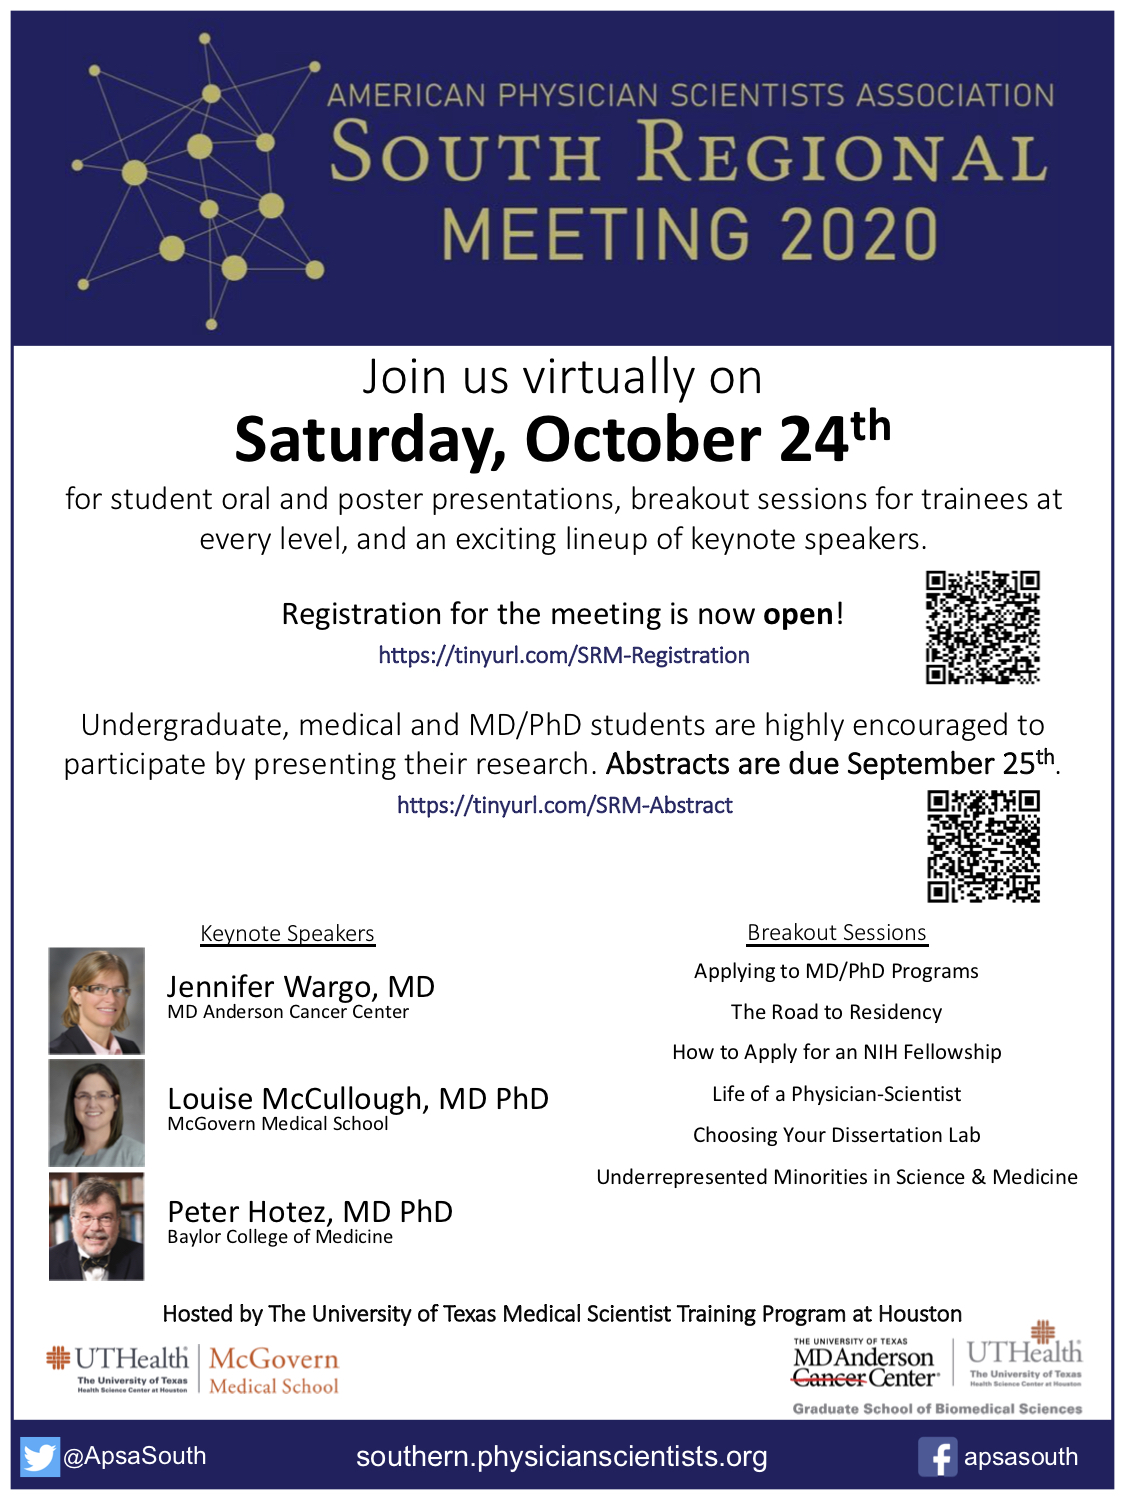 AMERICAN PHYSICIAN SCIENTISTS ASSOCIATION
SOUTH REGIONAL
MEETING 2020
Join us virtually on
Saturday, October 24th
for student oral and poster presentations, breakout sessions for trainees at
every level, and an exciting lineup of keynote speakers.
Registration for the meeting is now open!
https://tinyurl.com/SRM-Registration
Undergraduate, medical and MD/PhD students are highly encouraged to
participate by presenting their research. Abstracts are due September 25th.
https://tinyurl.com/SRM-Abstract
Keynote Speakers
Jennifer Wargo, MD
MD Anderson Cancer Center
Louise McCullough, MD PhD
McGovern Medical School
Peter Hotez, MD PhD
Baylor College of Medicine
Breakout Sessions
Applying to MD/PhD Programs
The Road to Residency
How to Apply for an NIH Fellowship
Life of a Physician-Scientist
Choosing Your Dissertation Lab
Underrepresented Minorities in Science & Medicine
Hosted by The University of Texas Medical Scientist Training Program at Houston
UTHealth
The University of Texas
Health Science Center at Houston
McGovern
Medical School
THE UNIVERSITY OF TEXAS
MD Anderson
Cancer Center
UTHealth
The University of Texas
Health Science Center at Houston
Graduate School of Biomedical Sciences
@ApsaSouth
southern.physicianscientists.org
apsasouth